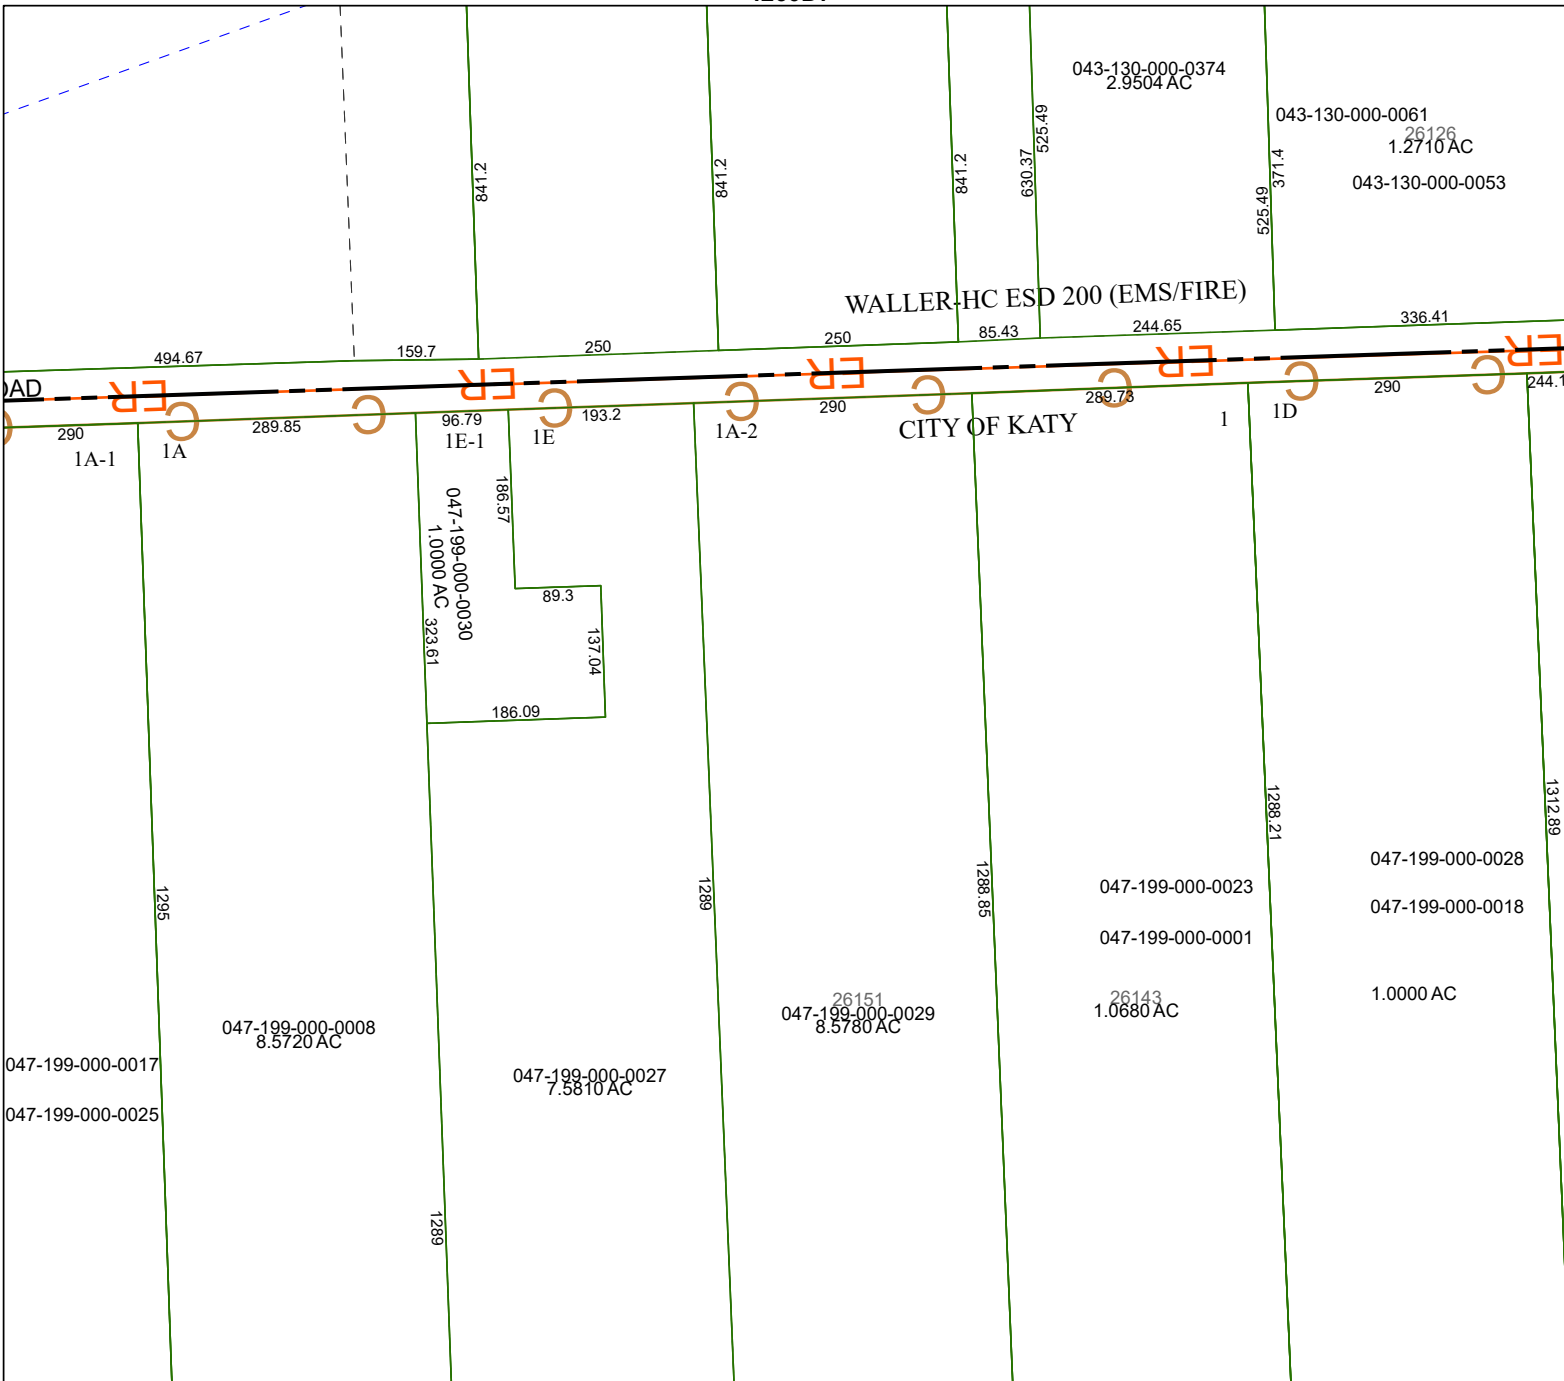 043-130-000-0374
2.9504 AC
043-130-000-0061
26126
1.2710 AC
043-130-000-0053
841.2
841.2
841.2
630.37
525.49
525.49
371.4
WALLER-HC ESD 200 (EMS/FIRE)
494.67
159.7
250
250
85.43
244.65
336.41
ER
ER
ER
ER
ER
C
C
C
C
C
C
C
C
290
289.85
96.79
193.2
290
289.73
290
244.1
1A-1
1A
1E-1
1E
1A-2
CITY OF KATY
1
1D
047-199-000-0030
1.0000 AC
186.57
89.3
137.04
323.61
186.09
1295
1289
1289
1288.85
1288.21
1312.89
047-199-000-0028
047-199-000-0023
047-199-000-0018
047-199-000-0001
26151
047-199-000-0029
8.5780 AC
26143
1.0680 AC
1.0000 AC
047-199-000-0008
8.5720 AC
047-199-000-0017
047-199-000-0027
7.5810 AC
047-199-000-0025